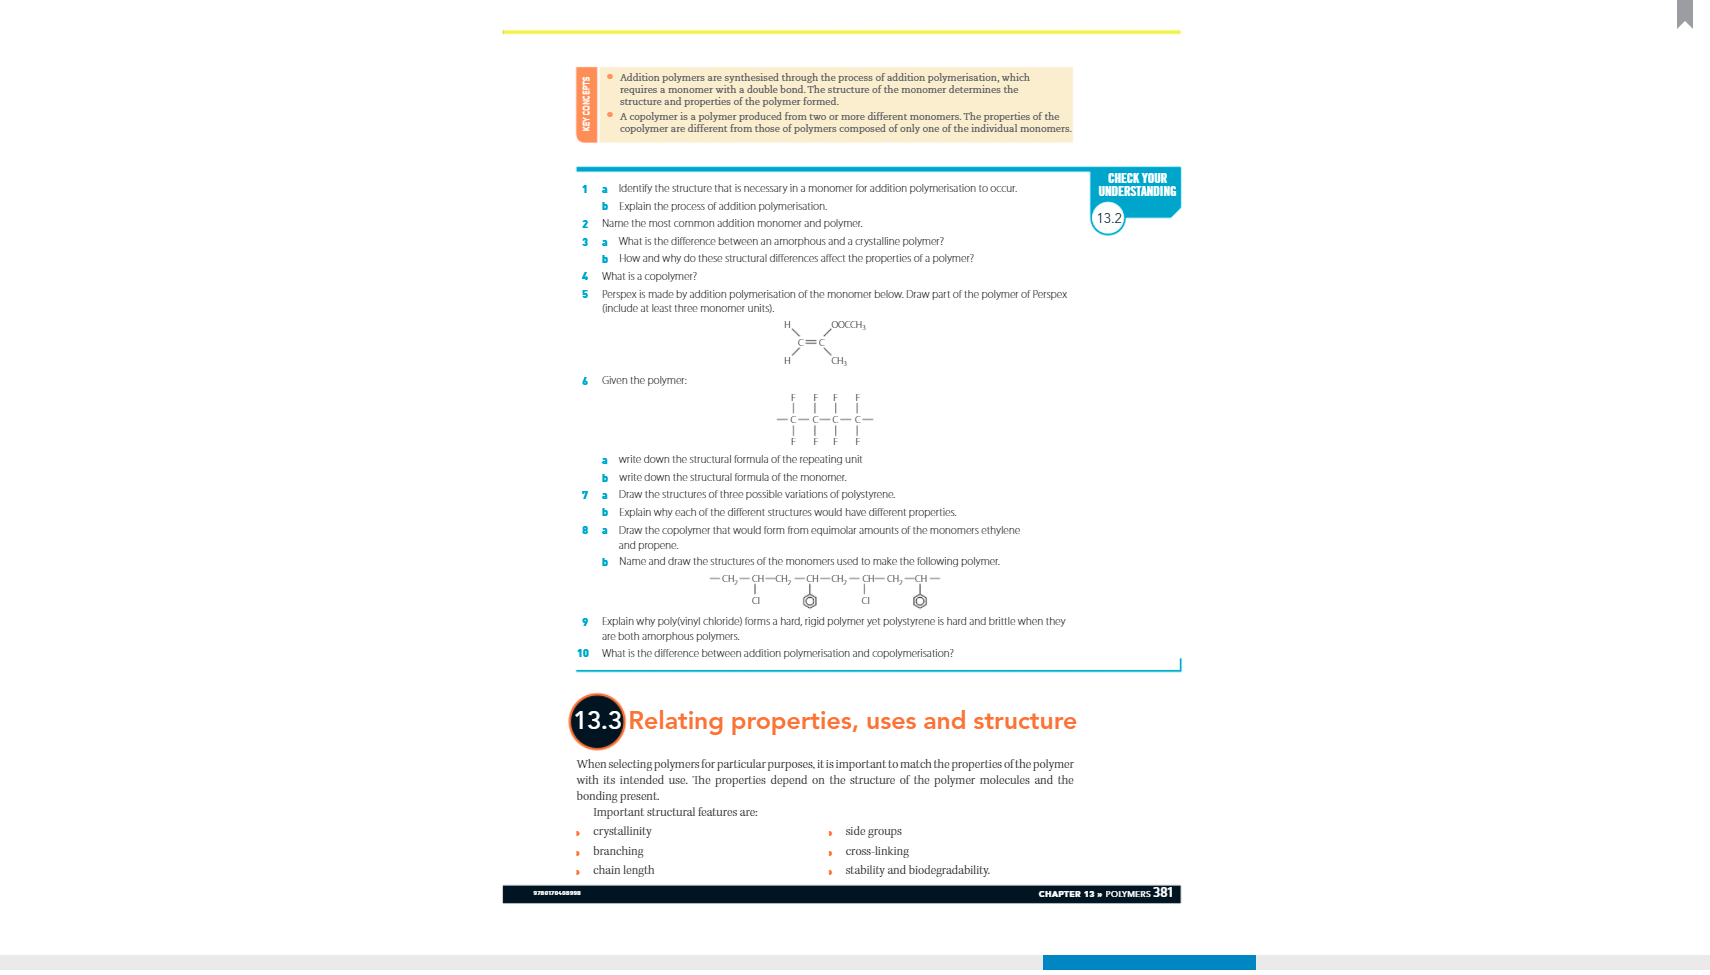 KEY CONCEPTS
• Addition polymers are synthesised through the process of addition polymerisation, which
requires a monomer with a double bond. The structure of the monomer determines the
structure and properties of the polymer formed.
• A copolymer is a polymer produced from two or more different monomers. The properties of the
copolymer are different from those of polymers composed of only one of the individual monomers.
CHECK YOUR
UNDERSTANDING
13.2
1 a Identify the structure that is necessary in a monomer for addition polymerisation to occur.
b Explain the process of addition polymerisation.
2 Name the most common addition monomer and polymer.
3 a What is the difference between an amorphous and a crystalline polymer?
b How and why do these structural differences affect the properties of a polymer?
4 What is a copolymer?
5 Perspex is made by addition polymerisation of the monomer below. Draw part of the polymer of Perspex
(include at least three monomer units).
H OOCCH₃
C=C
H CH₃
6 Given the polymer:
F F F F
—C—C—C—C—
F F F F
a write down the structural formula of the repeating unit
b write down the structural formula of the monomer.
7 a Draw the structures of three possible variations of polystyrene.
b Explain why each of the different structures would have different properties.
8 a Draw the copolymer that would form from equimolar amounts of the monomers ethylene
and propene.
b Name and draw the structures of the monomers used to make the following polymer.
—CH₂—CH—CH₂—CH—CH₂—CH—CH₂—CH—
Cl Cl
9 Explain why poly(vinyl chloride) forms a hard, rigid polymer yet polystyrene is hard and brittle when they
are both amorphous polymers.
10 What is the difference between addition polymerisation and copolymerisation?
13.3 Relating properties, uses and structure
When selecting polymers for particular purposes, it is important to match the properties of the polymer
with its intended use. The properties depend on the structure of the polymer molecules and the
bonding present.
Important structural features are:
crystallinity
branching
chain length
side groups
cross-linking
stability and biodegradability.
CHAPTER 13 » POLYMERS 381